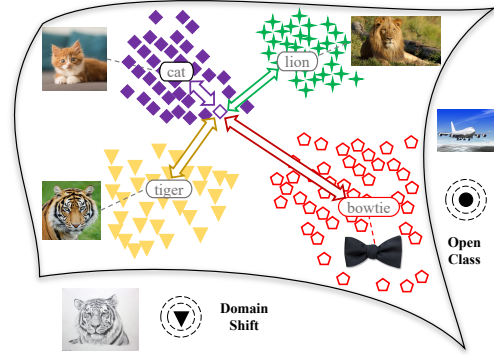 cat
lion
tiger
bowtie
Open
Class
Domain
Shift